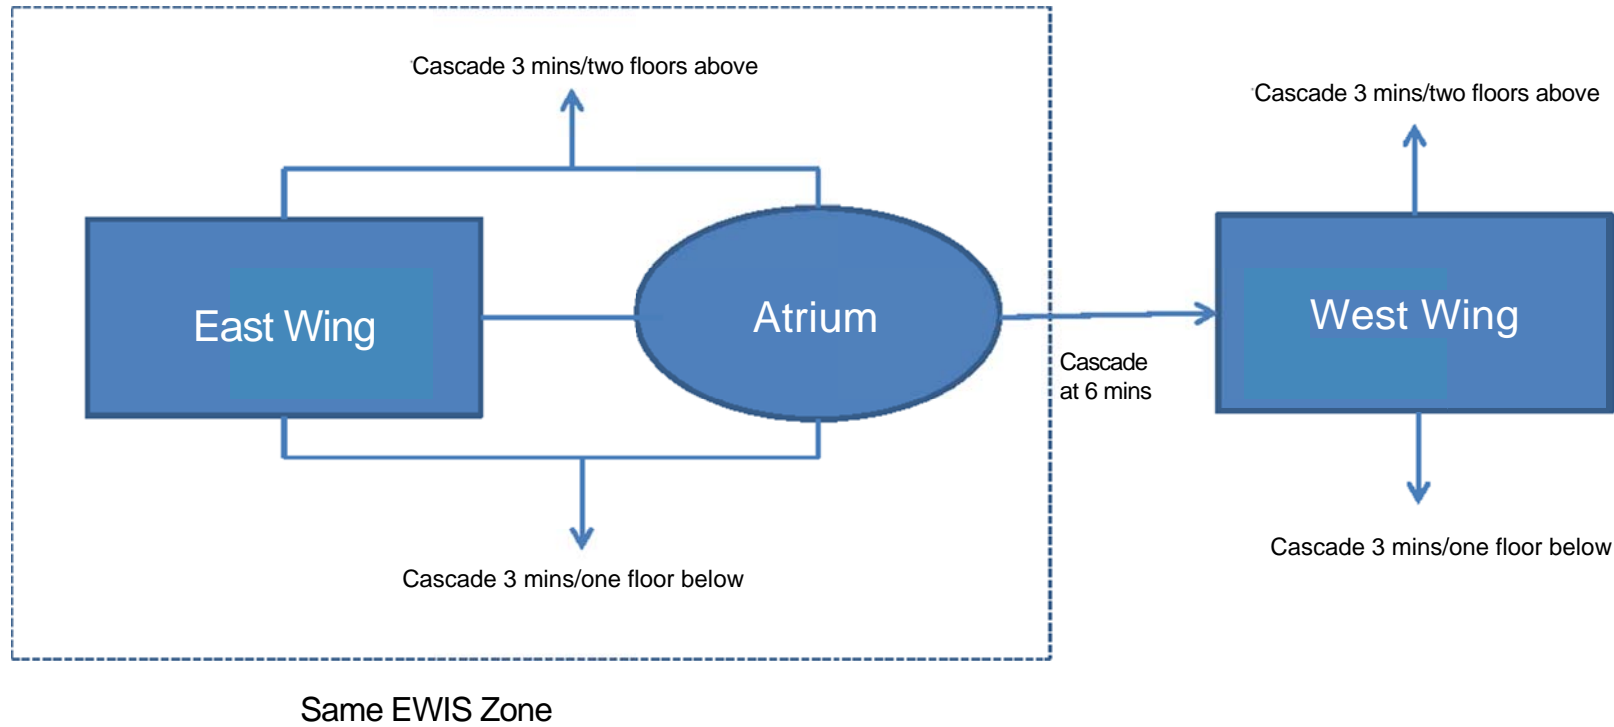 Cascade 3 mins/two floors above
Cascade 3 mins/two floors above
East Wing
Atrium
West Wing
Cascade
at 6 mins
Cascade 3 mins/one floor below
Cascade 3 mins/one floor below
Same EWIS Zone